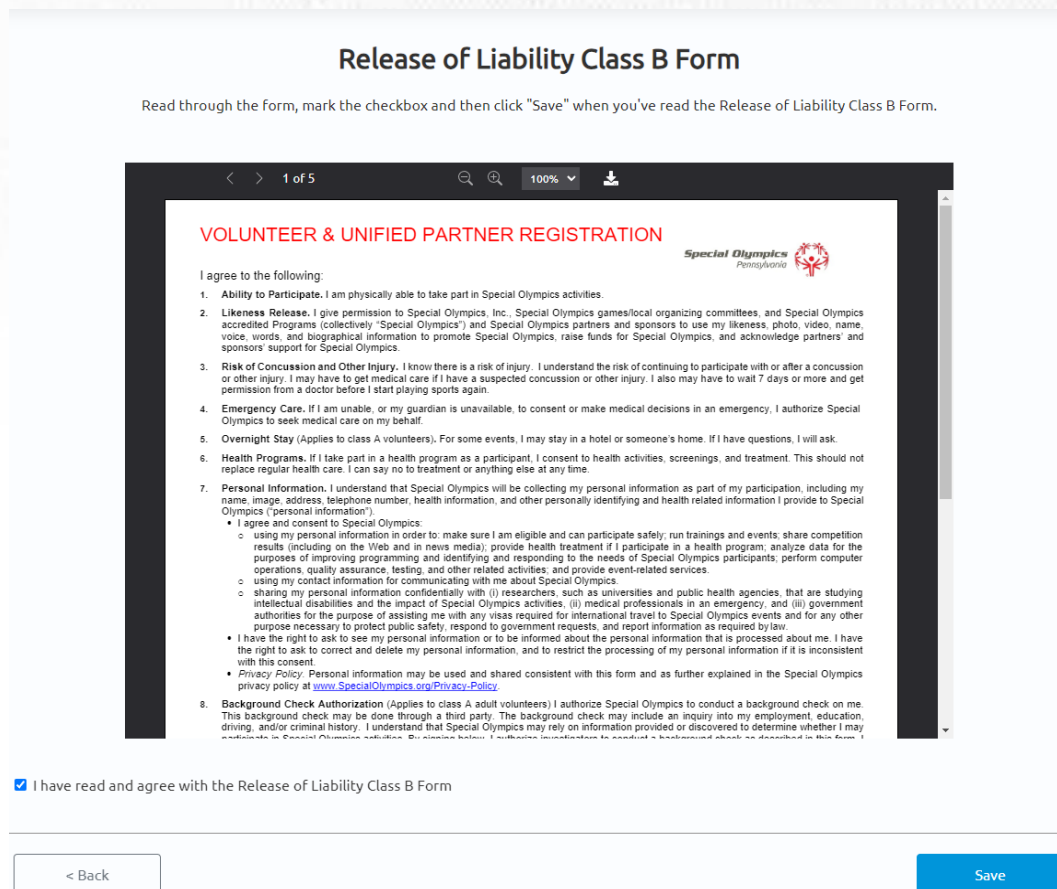 Release of Liability Class B Form
Read through the form, mark the checkbox and then click "Save" when you've read the Release of Liability Class B Form.
1 of 5
100%
VOLUNTEER & UNIFIED PARTNER REGISTRATION
Special Olympics
Pennsylvania
I agree to the following:
1. Ability to Participate. I am physically able to take part in Special Olympics activities.
2. Likeness Release. I give permission to Special Olympics, Inc., Special Olympics games/local organizing committees, and Special Olympics
accredited Programs (collectively “Special Olympics”) and Special Olympics partners and sponsors to use my likeness, photo, video, name,
voice, words, and biographical information to promote Special Olympics, raise funds for Special Olympics, and acknowledge partners’ and
sponsors’ support for Special Olympics.
3. Risk of Concussion and Other Injury. I know there is a risk of injury. I understand the risk of continuing to participate with or after a concussion
or other injury. I may have to get medical care if I have a suspected concussion or other injury. I also may have to wait 7 days or more and get
permission from a doctor before I start playing sports again.
4. Emergency Care. If I am unable, or my guardian is unavailable, to consent or make medical decisions in an emergency, I authorize Special
Olympics to seek medical care on my behalf.
5. Overnight Stay (Applies to class A volunteers). For some events, I may stay in a hotel or someone’s home. If I have questions, I will ask.
6. Health Programs. If I take part in a health program as a participant, I consent to health activities, screenings, and treatment. This should not
replace regular health care. I can say no to treatment or anything else at any time.
7. Personal Information. I understand that Special Olympics will be collecting my personal information as part of my participation, including my
name, image, address, telephone number, health information, and other personally identifying and health related information I provide to Special
Olympics (“personal information”).
• I agree and consent to Special Olympics:
o using my personal information in order to: make sure I am eligible and can participate safely; run trainings and events; share competition
results (including on the Web and in news media); provide health treatment if I participate in a health program; analyze data for the
purposes of improving programming and identifying and responding to the needs of Special Olympics participants; perform computer
operations, quality assurance, testing, and other related activities; and provide event-related services.
o using my contact information for communicating with me about Special Olympics.
o sharing my personal information confidentially with (i) researchers, such as universities and public health agencies, that are studying
intellectual disabilities and the impact of Special Olympics activities, (ii) medical professionals in an emergency, and (iii) government
authorities for the purpose of assisting me with any visas required for international travel to Special Olympics events and for any other
purpose necessary to protect public safety, respond to government requests, and report information as required by law.
• I have the right to ask to see my personal information or to be informed about the personal information that is processed about me. I have
the right to ask to correct and delete my personal information, and to restrict the processing of my personal information if it is inconsistent
with this consent.
• Privacy Policy. Personal information may be used and shared consistent with this form and as further explained in the Special Olympics
privacy policy at www.SpecialOlympics.org/Privacy-Policy.
8. Background Check Authorization (Applies to class A adult volunteers) I authorize Special Olympics to conduct a background check on me.
This background check may be done through a third party. The background check may include an inquiry into my employment, education,
driving, and/or criminal history. I understand that Special Olympics may rely on information provided or discovered to determine whether I may
participate in Special Olympics activities. By signing below, I authorize investigators to conduct a background check as described in this form. I
I have read and agree with the Release of Liability Class B Form
< Back
Save